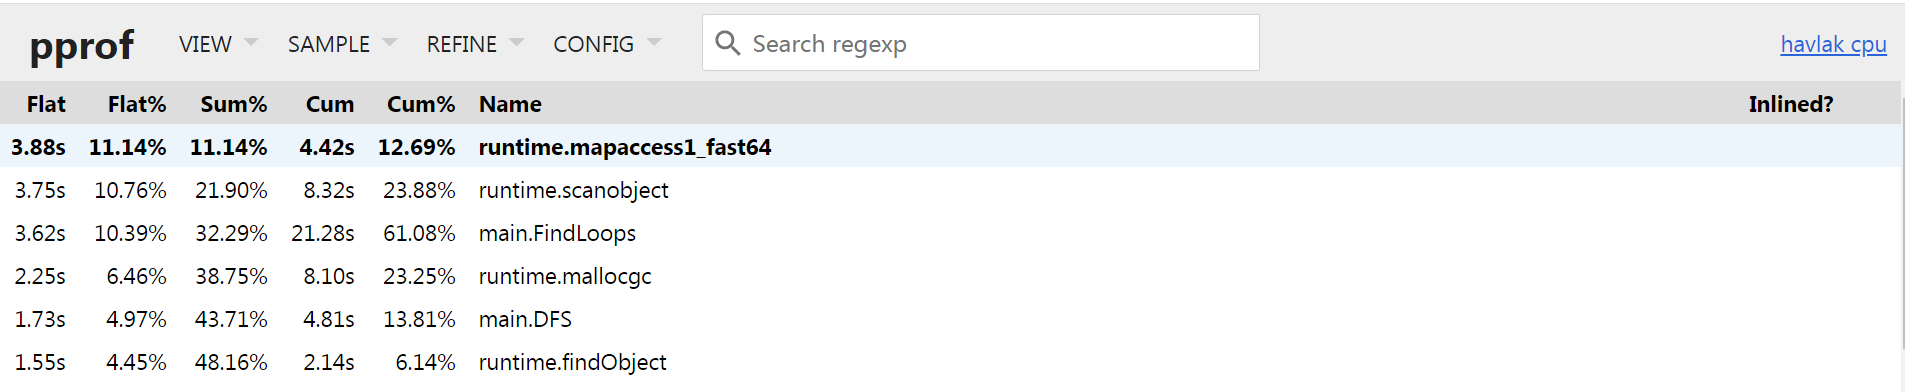 pprof VIEW SAMPLE REFINE CONFIG Search regexp havlak cpu
Flat Flat% Sum% Cum Cum% Name Inlined?
3.88s 11.14% 11.14% 4.42s 12.69% runtime.mapaccess1_fast64
3.75s 10.76% 21.90% 8.32s 23.88% runtime.scanobject
3.62s 10.39% 32.29% 21.28s 61.08% main.FindLoops
2.25s 6.46% 38.75% 8.10s 23.25% runtime.mallocgc
1.73s 4.97% 43.71% 4.81s 13.81% main.DFS
1.55s 4.45% 48.16% 2.14s 6.14% runtime.findObject